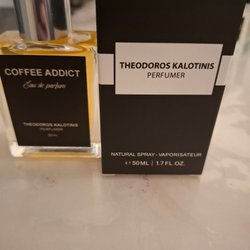 COFFEE ADDICT
Eau de parfum
THEODOROS KALOTINIS
PERFUMER
50ml
THEODOROS KALOTINIS
PERFUMER
NATURAL SPRAY - VAPORISATEUR
e 50ML | 1.7 FL.OZ.